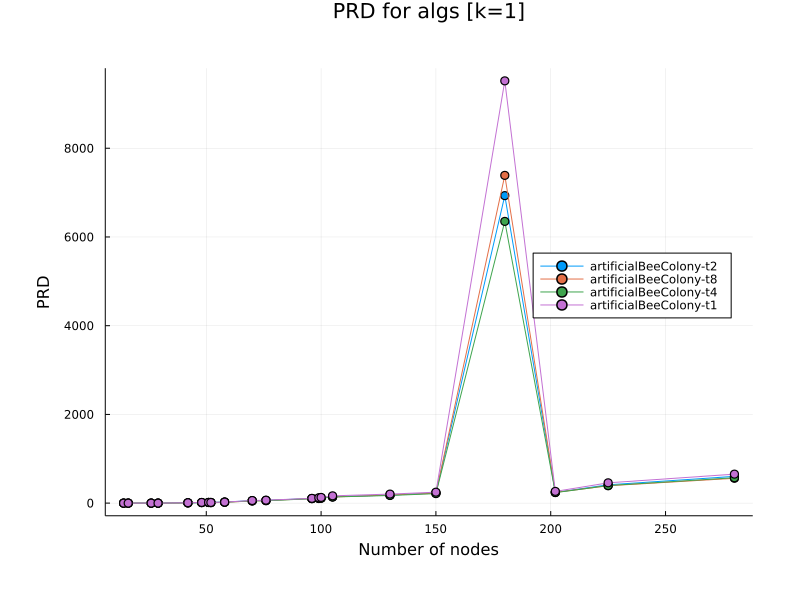 PRD for algs [k=1]
8000
6000
4000
2000
0
PRD
artificialBeeColony-t2
artificialBeeColony-t8
artificialBeeColony-t4
artificialBeeColony-t1
50
100
150
200
250
Number of nodes